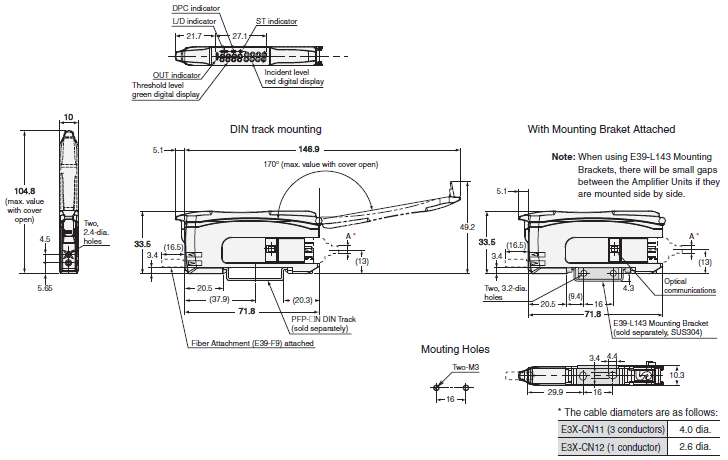 DPC indicator
L/D indicator
ST indicator
21.7
27.1
OUT indicator
Threshold level
green digital display
Incident level
red digital display
10
104.8
(max. value
with cover
open)
4.5
5.65
Two,
2.4-dia.
holes
DIN track mounting
5.1
146.9
170° (max. value with cover open)
49.2
33.5
(16.5)
3.4
A *
(13)
20.5
(37.9)
(20.3)
71.8
PFP-□N DIN Track
(sold separately)
Fiber Attachment (E39-F9) attached
With Mounting Braket Attached
Note: When using E39-L143 Mounting
Brackets, there will be small gaps
between the Amplifier Units if they
are mounted side by side.
5.1
33.5
(16.5)
3.4
A *
(13)
Two, 3.2-dia.
holes
(9.4)
20.5
16
4.3
71.8
Optical
communications
E39-L143 Mounting Bracket
(sold separately, SUS304)
Mouting Holes
Two-M3
16
3.4
4.4
10.3
29.9
16
* The cable diameters are as follows:
E3X-CN11 (3 conductors) 4.0 dia.
E3X-CN12 (1 conductor) 2.6 dia.